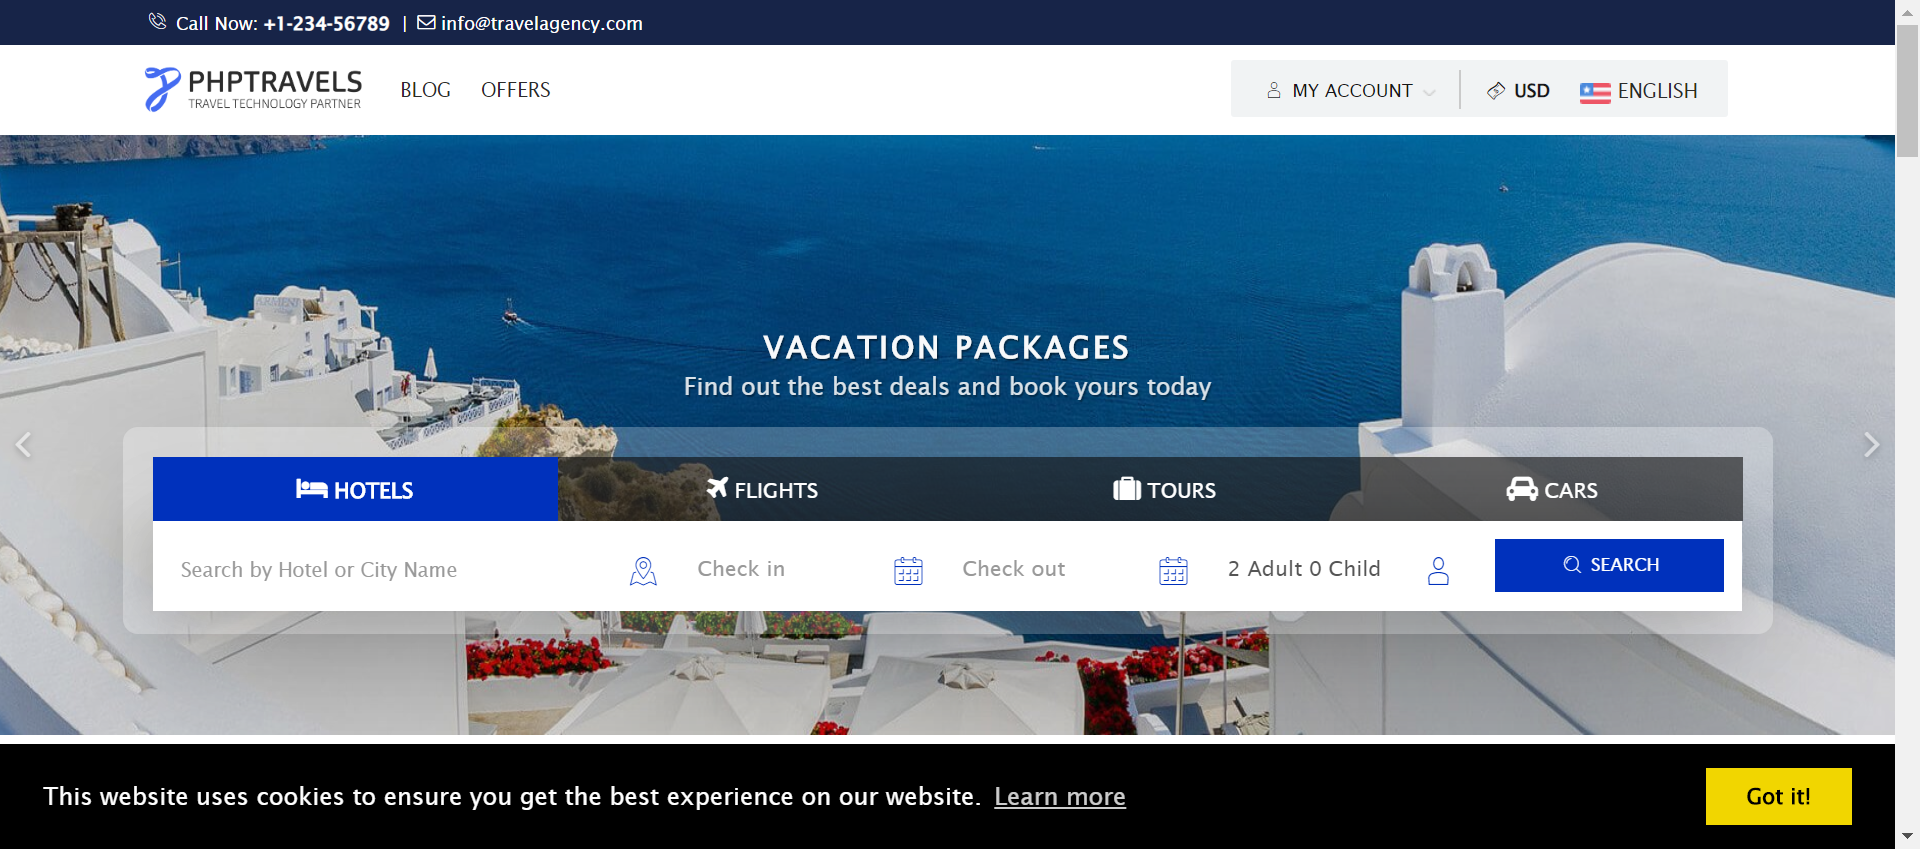 Call Now: +1-234-56789 | info@travelagency.com
PHPTRAVELS
TRAVEL TECHNOLOGY PARTNER
BLOG OFFERS
MY ACCOUNT USD ENGLISH
VACATION PACKAGES
Find out the best deals and book yours today
HOTELS FLIGHTS TOURS CARS
Search by Hotel or City Name Check in Check out 2 Adult 0 Child SEARCH
This website uses cookies to ensure you get the best experience on our website. Learn more Got it!